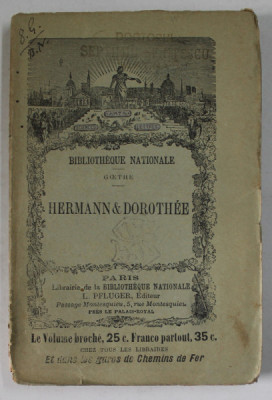 BIBLIOTHÈQUE NATIONALE
GŒTHE
HERMANN & DOROTHÉE
PARIS
Librairie de la BIBLIOTHÈQUE NATIONALE
L. PFLUGER, Éditeur
Passage Montesquieu, 5, rue Montesquieu
PRÈS LE PALAIS-ROYAL
Le Volume broché, 25 c. Franco partout, 35 c.
CHEZ TOUS LES LIBRAIRES
Et dans les gares de Chemins de Fer